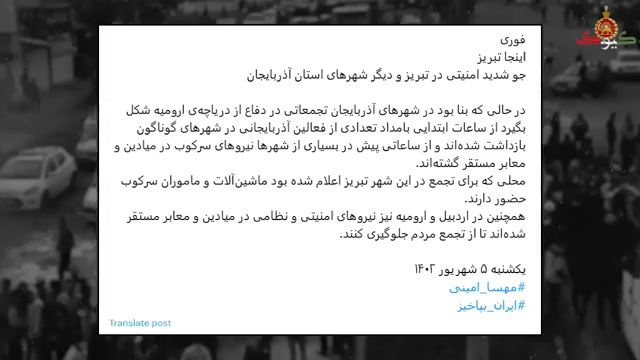 کیوک
فوری
اینجا تبریز
جو شدید امنیتی در تبریز و دیگر شهرهای استان آذربایجان
در حالی که بنا بود در شهرهای آذربایجان تجمعاتی در دفاع از دریاچه‌ی ارومیه شکل
بگیرد از ساعات ابتدایی بامداد تعدادی از فعالین آذربایجانی در شهرهای گوناگون
بازداشت شده‌اند و از ساعاتی پیش در بسیاری از شهرها نیروهای سرکوب در میادین و
معابر مستقر گشته‌اند.
محلی که برای تجمع در این شهر تبریز اعلام شده بود ماشین‌آلات و ماموران سرکوب
حضور دارند.
همچنین در اردبیل و ارومیه نیز نیروهای امنیتی و نظامی در میادین و معابر مستقر
شده‌اند تا از تجمع مردم جلوگیری کنند.
یکشنبه ۵ شهریور ۱۴۰۲
#مهسا_امینی
#ایران_بپاخیز
Translate post